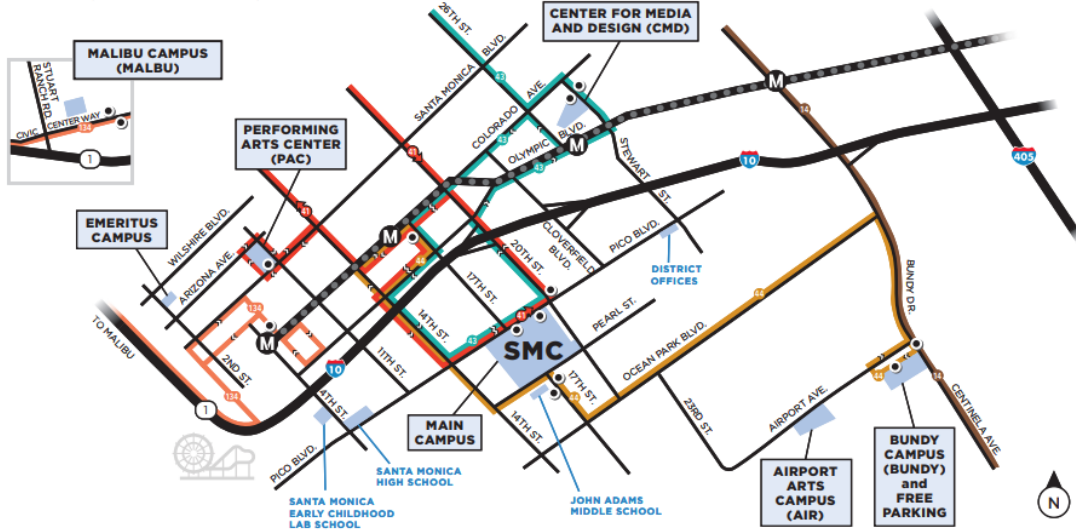 MALIBU CAMPUS
(MALBU)
STUART
RANCH RD.
CIVIC CENTER WAY
134
1
26TH ST.
SANTA MONICA BLVD.
43
CENTER FOR MEDIA
AND DESIGN (CMD)
COLORADO AVE.
43
OLYMPIC BLVD.
43
M
M
14
STEWART ST.
10
405
PERFORMING
ARTS CENTER
(PAC)
41
41
M
44
EMERITUS
CAMPUS
WILSHIRE BLVD.
ARIZONA AVE.
20TH ST.
CLOVERFIELD
BLVD.
PICO BLVD.
DISTRICT
OFFICES
17TH ST.
BUNDY DR.
TO MALIBU
134
M
2ND ST.
14TH ST.
43
41
PEARL ST.
44
OCEAN PARK BLVD.
SMC
11TH ST.
10
4TH ST.
134
1
17TH ST.
44
44
14
CENTINELA AVE.
23RD ST.
AIRPORT AVE.
MAIN
CAMPUS
14TH ST.
PICO BLVD.
SANTA MONICA
HIGH SCHOOL
SANTA MONICA
EARLY CHILDHOOD
LAB SCHOOL
JOHN ADAMS
MIDDLE SCHOOL
AIRPORT
ARTS
CAMPUS
(AIR)
BUNDY
CAMPUS
(BUNDY)
and
FREE
PARKING
N